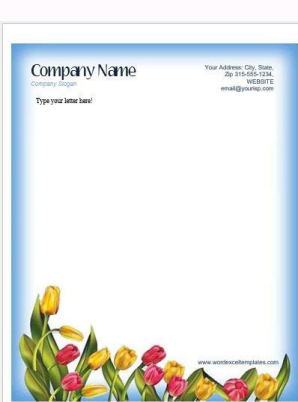 Company Name
Company Slogan
Your Address: City, State,
Zip 315-555-1234,
WEBSITE
email@yourisp.com
Type your letter here!
www.wordexceltemplates.com